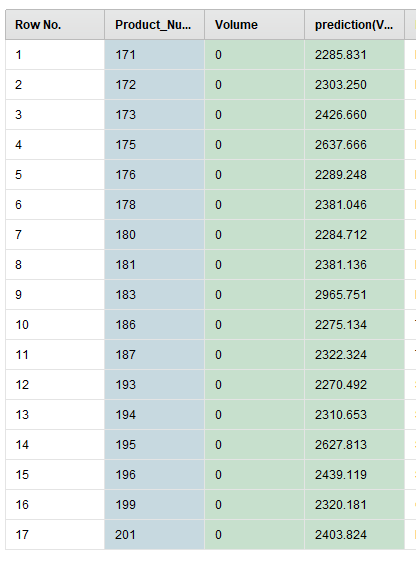 Row No. Product_Nu... Volume prediction(V...
1 171 0 2285.831
2 172 0 2303.250
3 173 0 2426.660
4 175 0 2637.666
5 176 0 2289.248
6 178 0 2381.046
7 180 0 2284.712
8 181 0 2381.136
9 183 0 2965.751
10 186 0 2275.134
11 187 0 2322.324
12 193 0 2270.492
13 194 0 2310.653
14 195 0 2627.813
15 196 0 2439.119
16 199 0 2320.181
17 201 0 2403.824